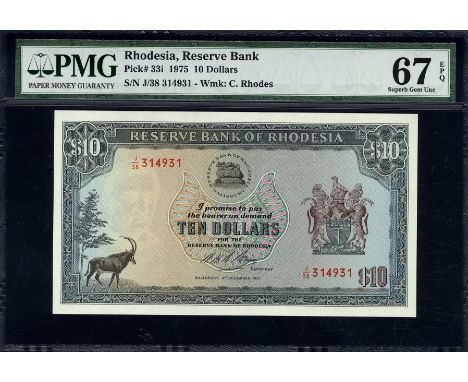 PMG
PAPER MONEY GUARANTY
Rhodesia, Reserve Bank
Pick# 33i 1975 10 Dollars
S/N J/38 314931 - Wmk: C. Rhodes
67 EPQ
Superb Gem Unc
RESERVE BANK OF RHODESIA
$10
$10
J/38 314931
I promise to pay
the bearer on demand
TEN DOLLARS
FOR THE
RESERVE BANK OF RHODESIA
GOVERNOR
J/38 314931
$10